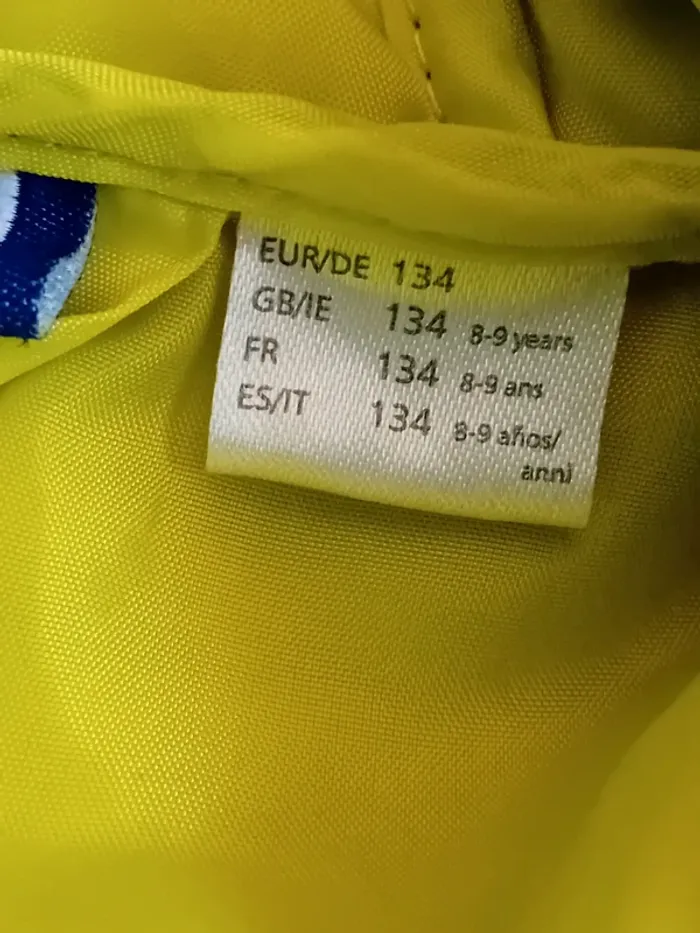 EUR/DE 134
GB/IE 134 8-9 years
FR 134 8-9 ans
ES/IT 134 8-9 años/
anni